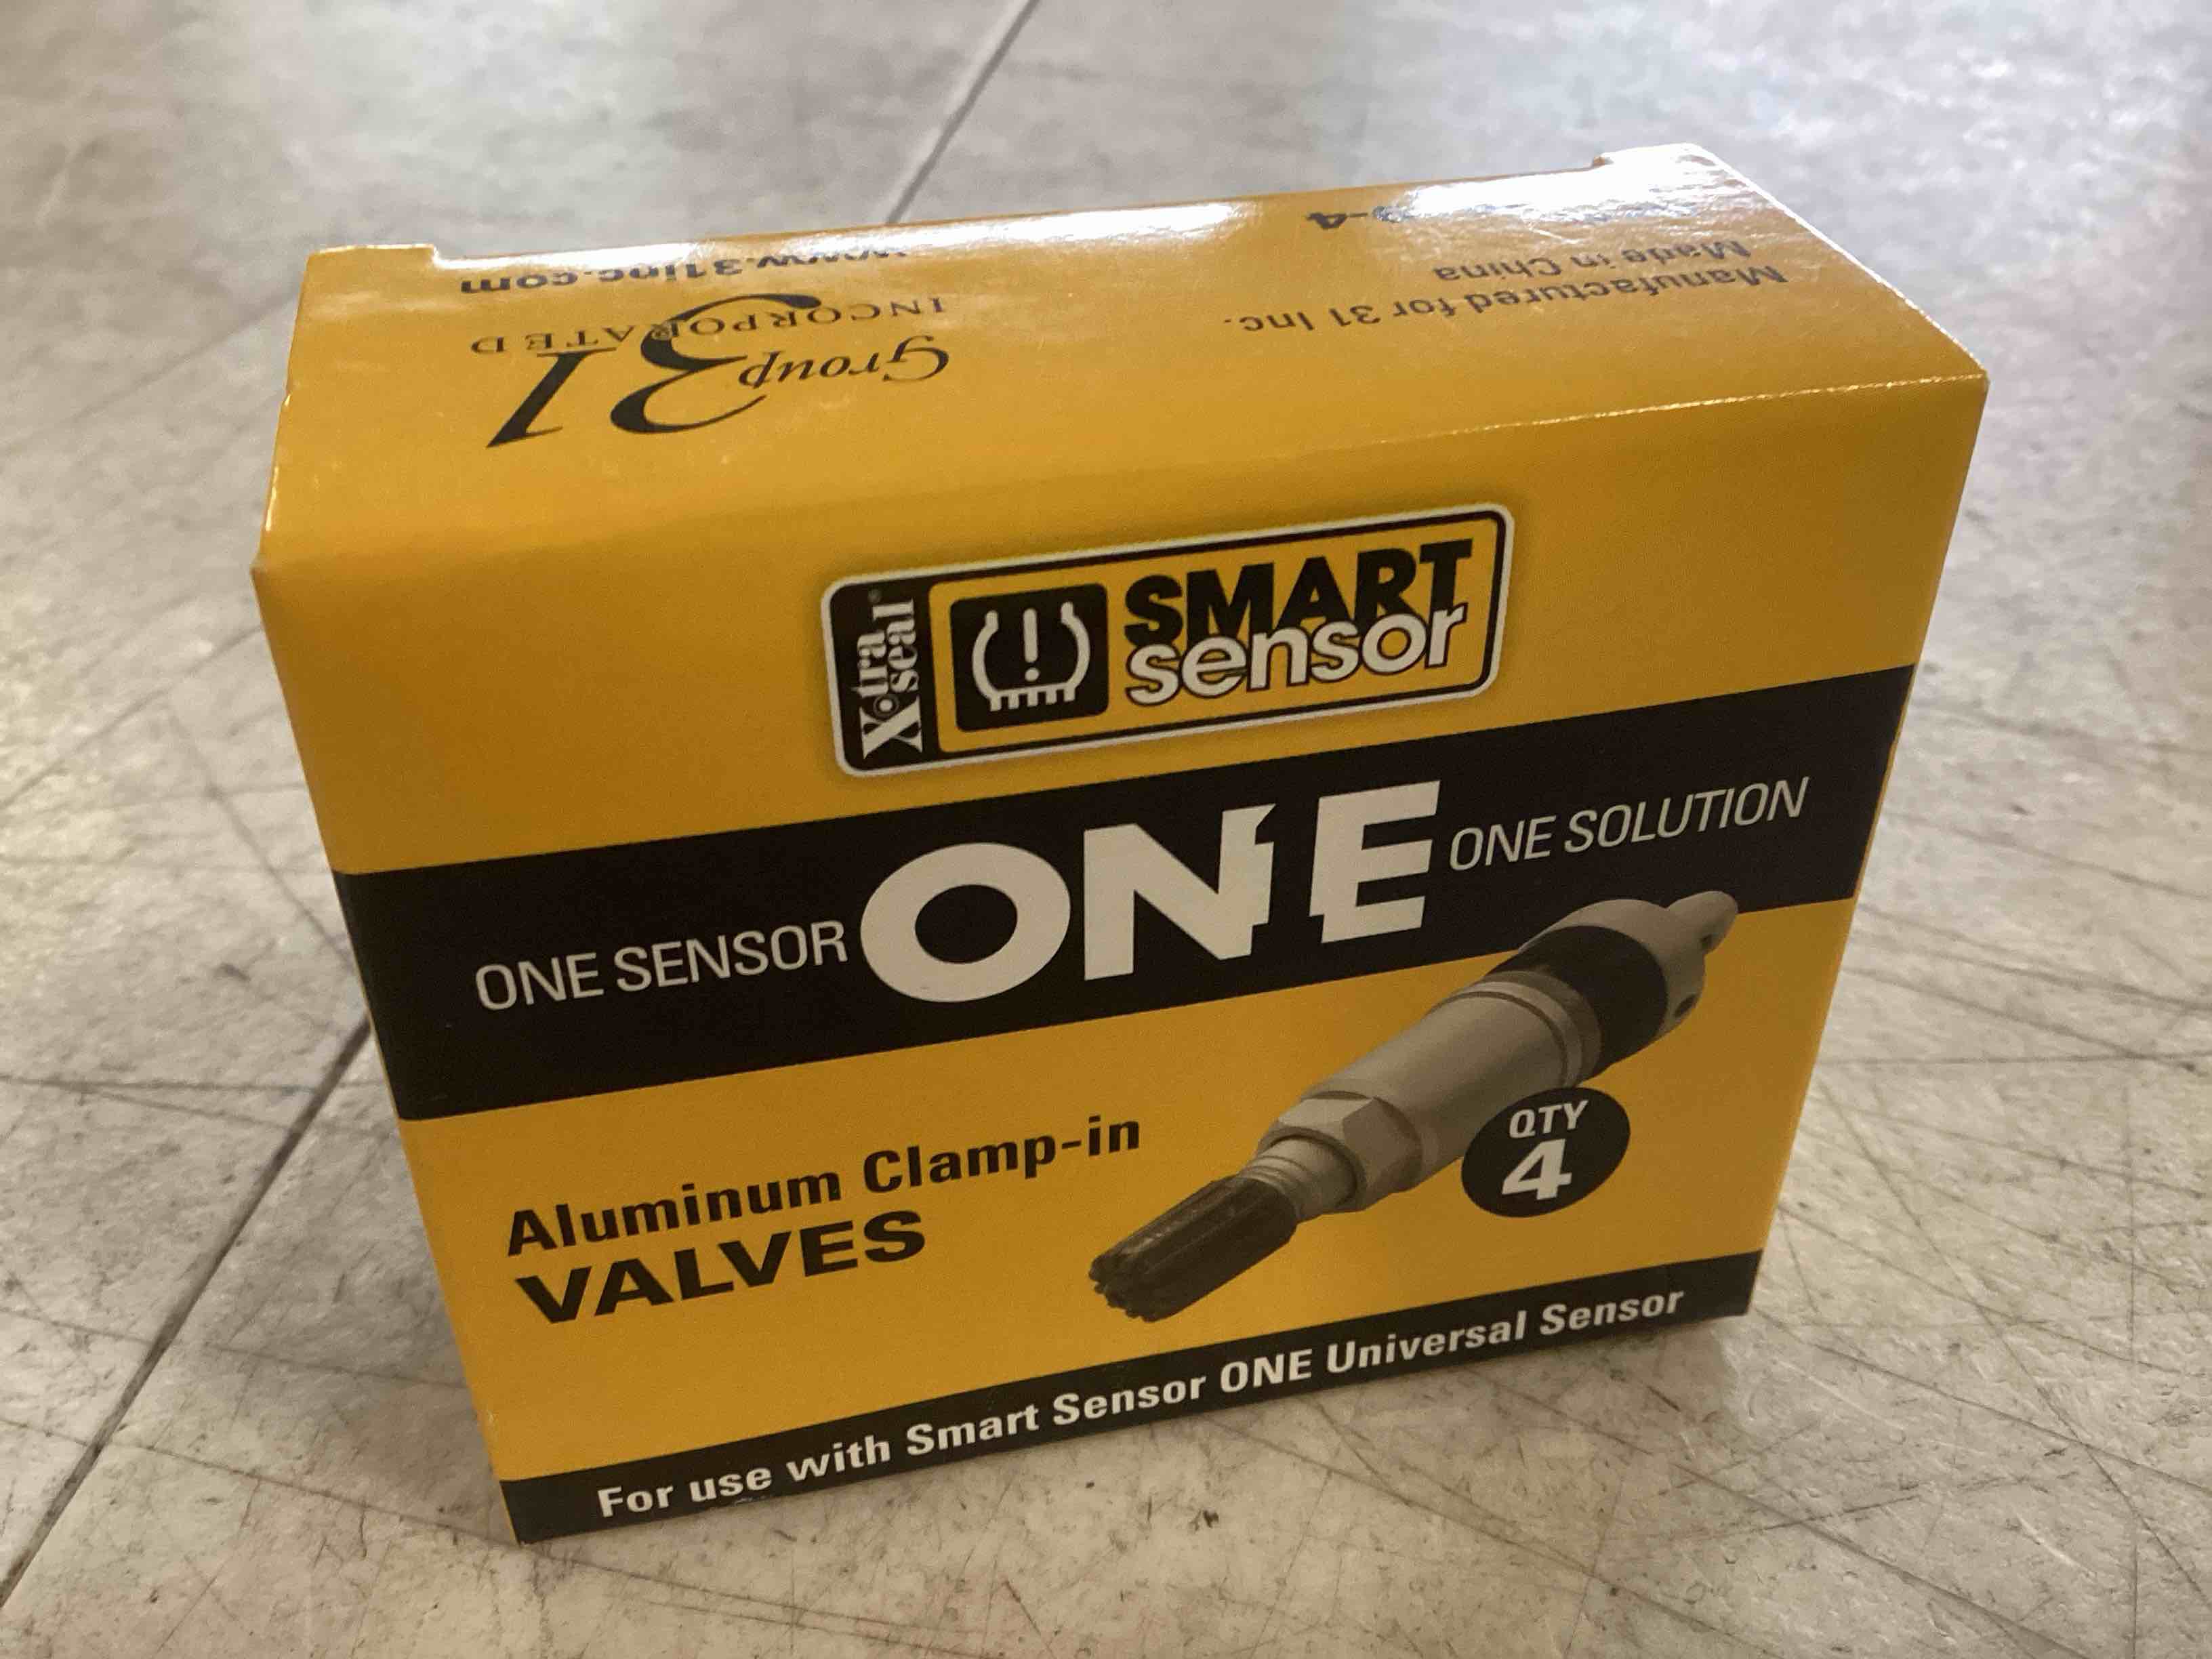 www.31inc.com
Group
31
INCORPORATED
Manufactured for 31 Inc.
Made in China
Xtra
seal®
SMART
sensor
ONE SENSOR ONE ONE SOLUTION
Aluminum Clamp-in
VALVES
QTY
4
For use with Smart Sensor ONE Universal Sensor